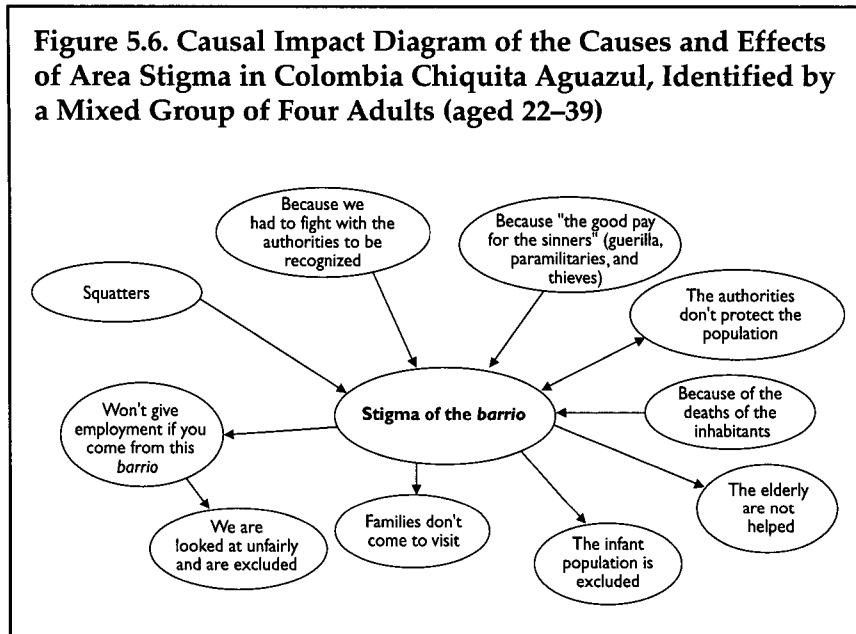 Figure 5.6. Causal Impact Diagram of the Causes and Effects
of Area Stigma in Colombia Chiquita Aguazul, Identified by
a Mixed Group of Four Adults (aged 22–39)
Because we
had to fight with the
authorities to be
recognized
Because "the good pay
for the sinners" (guerilla,
paramilitaries, and
thieves)
Squatters
The authorities
don't protect the
population
Stigma of the barrio
Because of the
deaths of the
inhabitants
Won't give
employment if you
come from this
barrio
The elderly
are not
helped
We are
looked at unfairly
and are excluded
Families don't
come to visit
The infant
population is
excluded